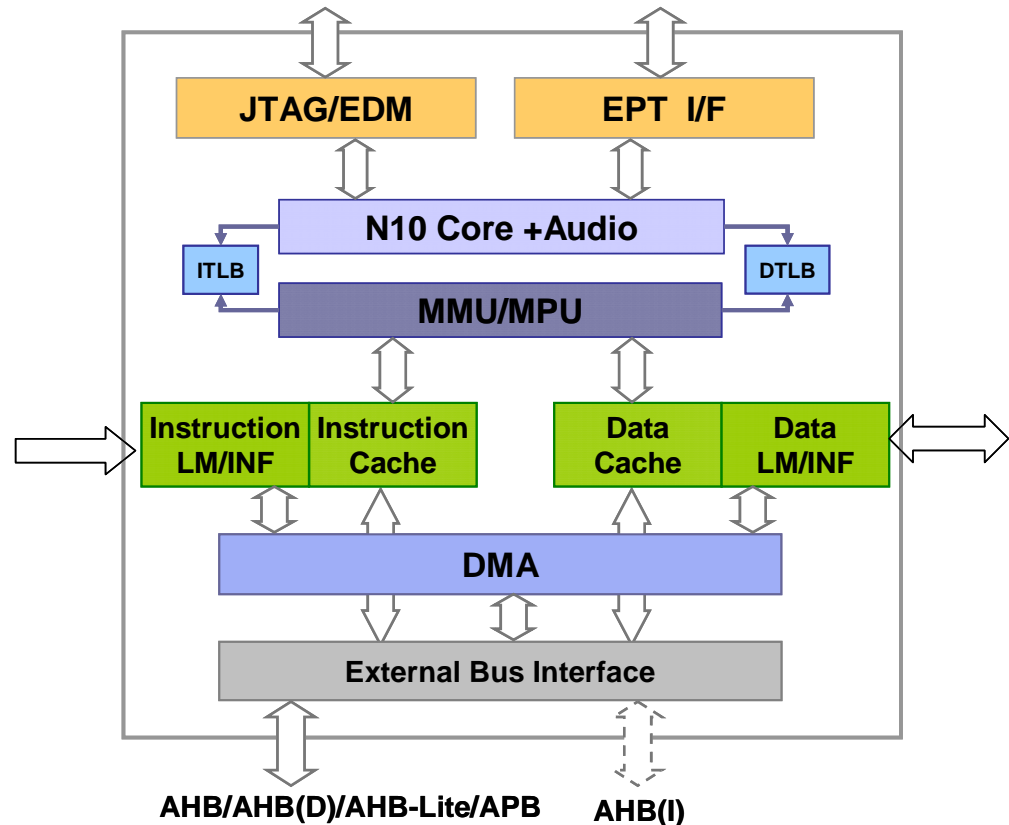 JTAG/EDM
EPT I/F
N10 Core +Audio
ITLB
DTLB
MMU/MPU
Instruction
LM/INF
Instruction
Cache
Data
Cache
Data
LM/INF
DMA
External Bus Interface
AHB/AHB(D)/AHB-Lite/APB
AHB(I)